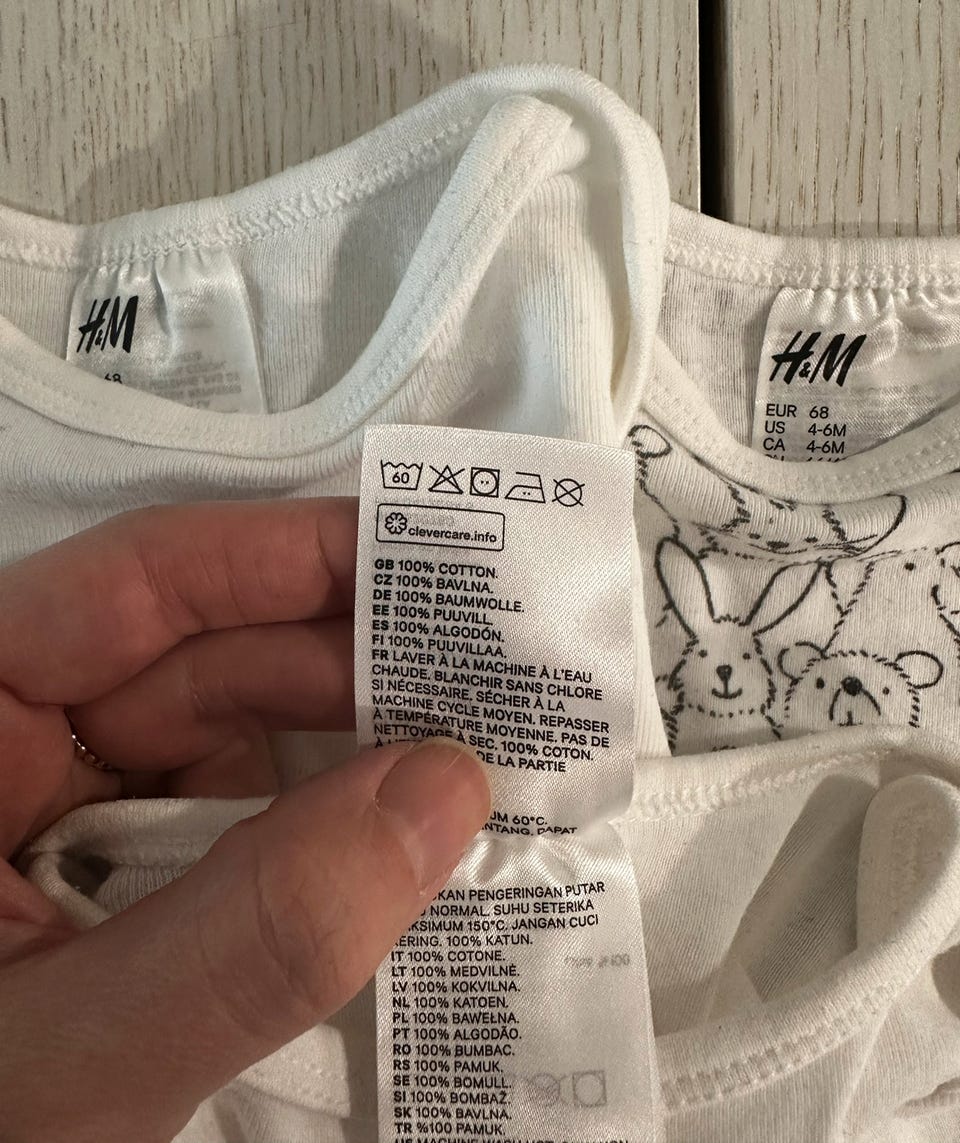 H&M
68
H&M
EUR 68
US 4-6M
CA 4-6M
60
clevercare.info
GB 100% COTTON.
CZ 100% BAVLNA.
DE 100% BAUMWOLLE.
EE 100% PUUVILL.
ES 100% ALGODÓN.
FI 100% PUUVILLAA.
FR LAVER À LA MACHINE À L'EAU
CHAUDE. BLANCHIR SANS CHLORE
SI NÉCESSAIRE. SÉCHER À LA
MACHINE CYCLE MOYEN. REPASSER
À TEMPÉRATURE MOYENNE. PAS DE
NETTOYAGE À SEC. 100% COTON.
DE LA PARTIE
60°C.
DAPAT
PENGERINGAN PUTAR
NORMAL. SUHU SETERIKA
150°C. JANGAN CUCI
100% KATUN.
IT 100% COTONE.
LT 100% MEDVILNĖ.
LV 100% KOKVILNA.
NL 100% KATOEN.
PL 100% BAWEŁNA.
PT 100% ALGODÃO.
RO 100% BUMBAC.
RS 100% PAMUK.
SE 100% BOMULL.
SI 100% BOMBAŽ.
SK 100% BAVLNA.
TR %100 PAMUK.